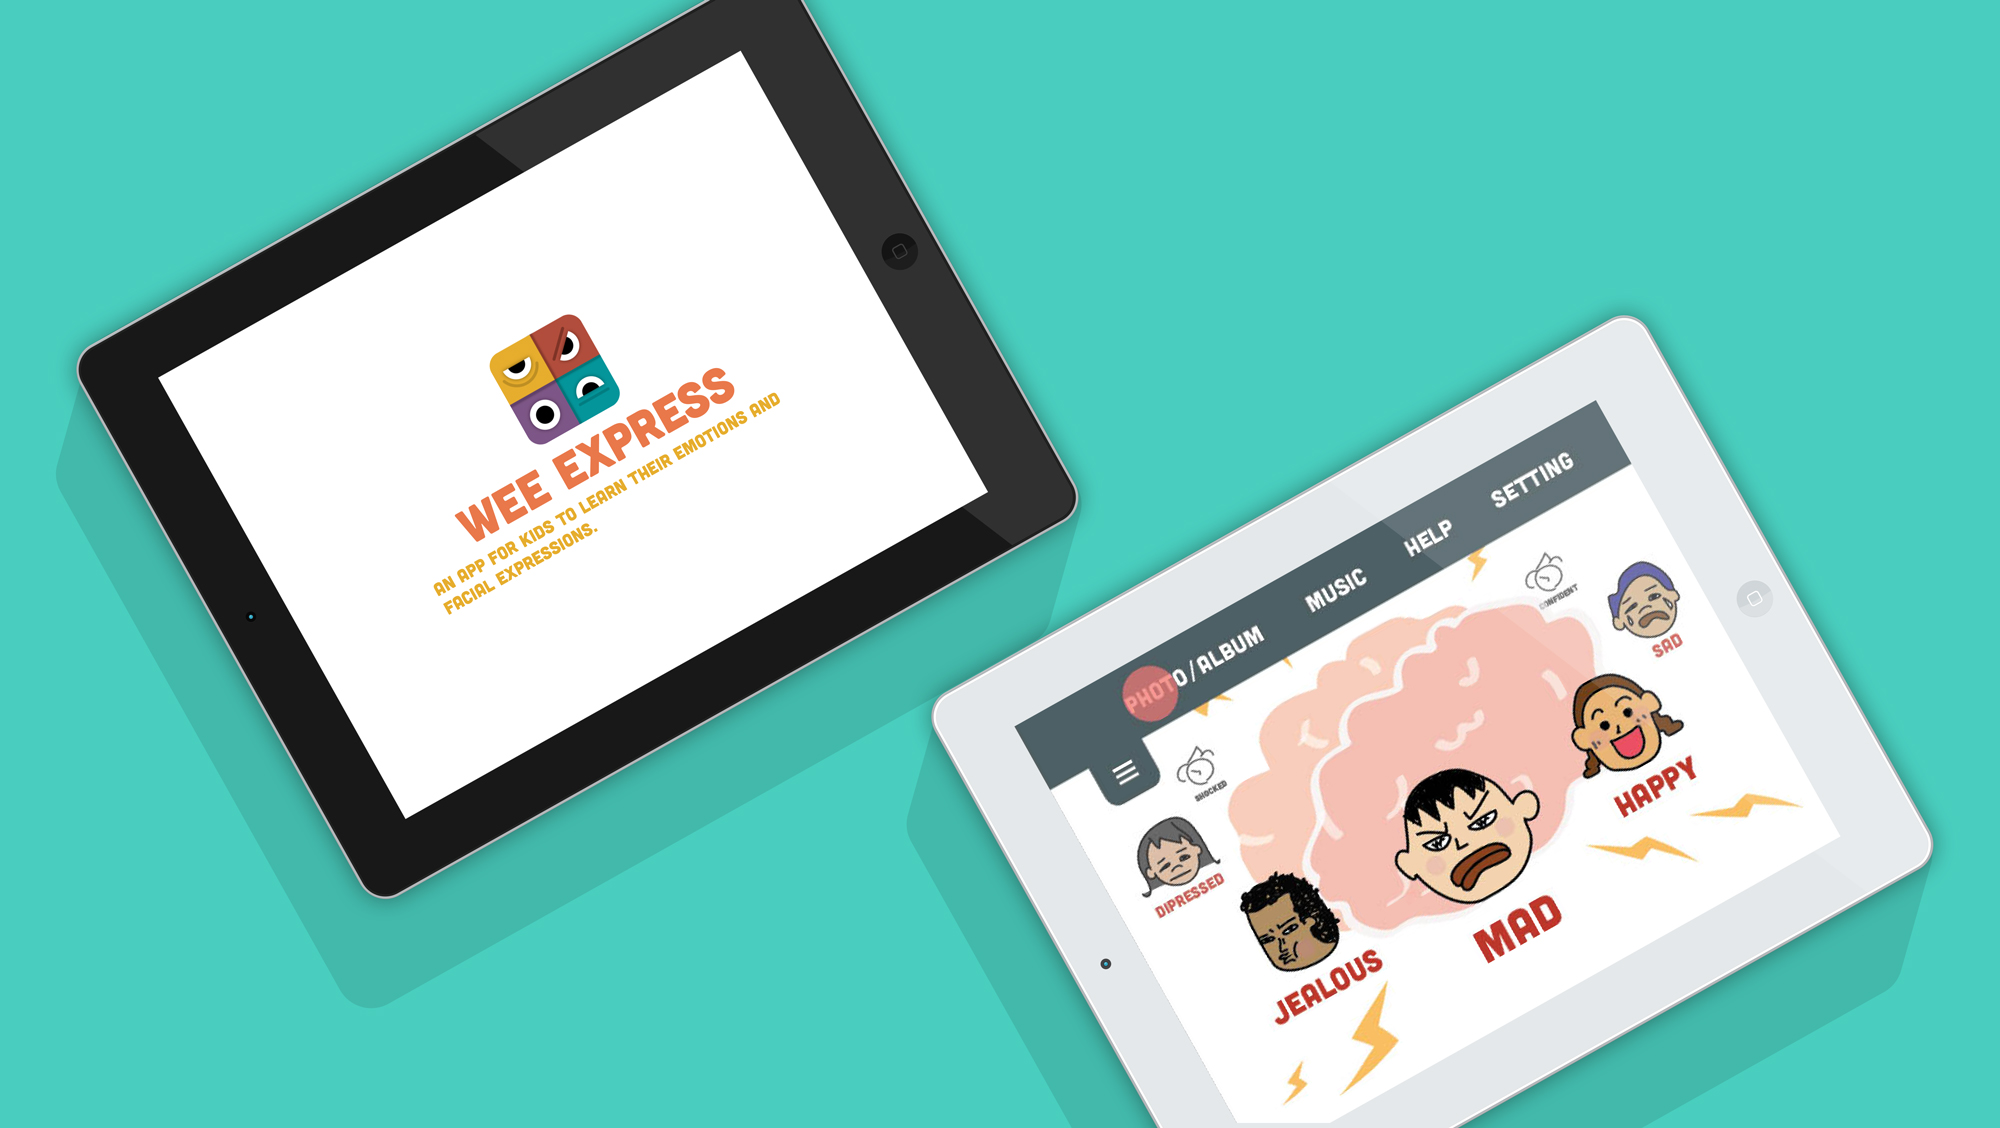 WEE EXPRESS
AN APP FOR KIDS TO LEARN THEIR EMOTIONS AND
FACIAL EXPRESSIONS.
PHOTO/ALBUM
MUSIC
HELP
SETTING
SHOCKED
CONFIDENT
DIPRESSED
SAD
JEALOUS
MAD
HAPPY